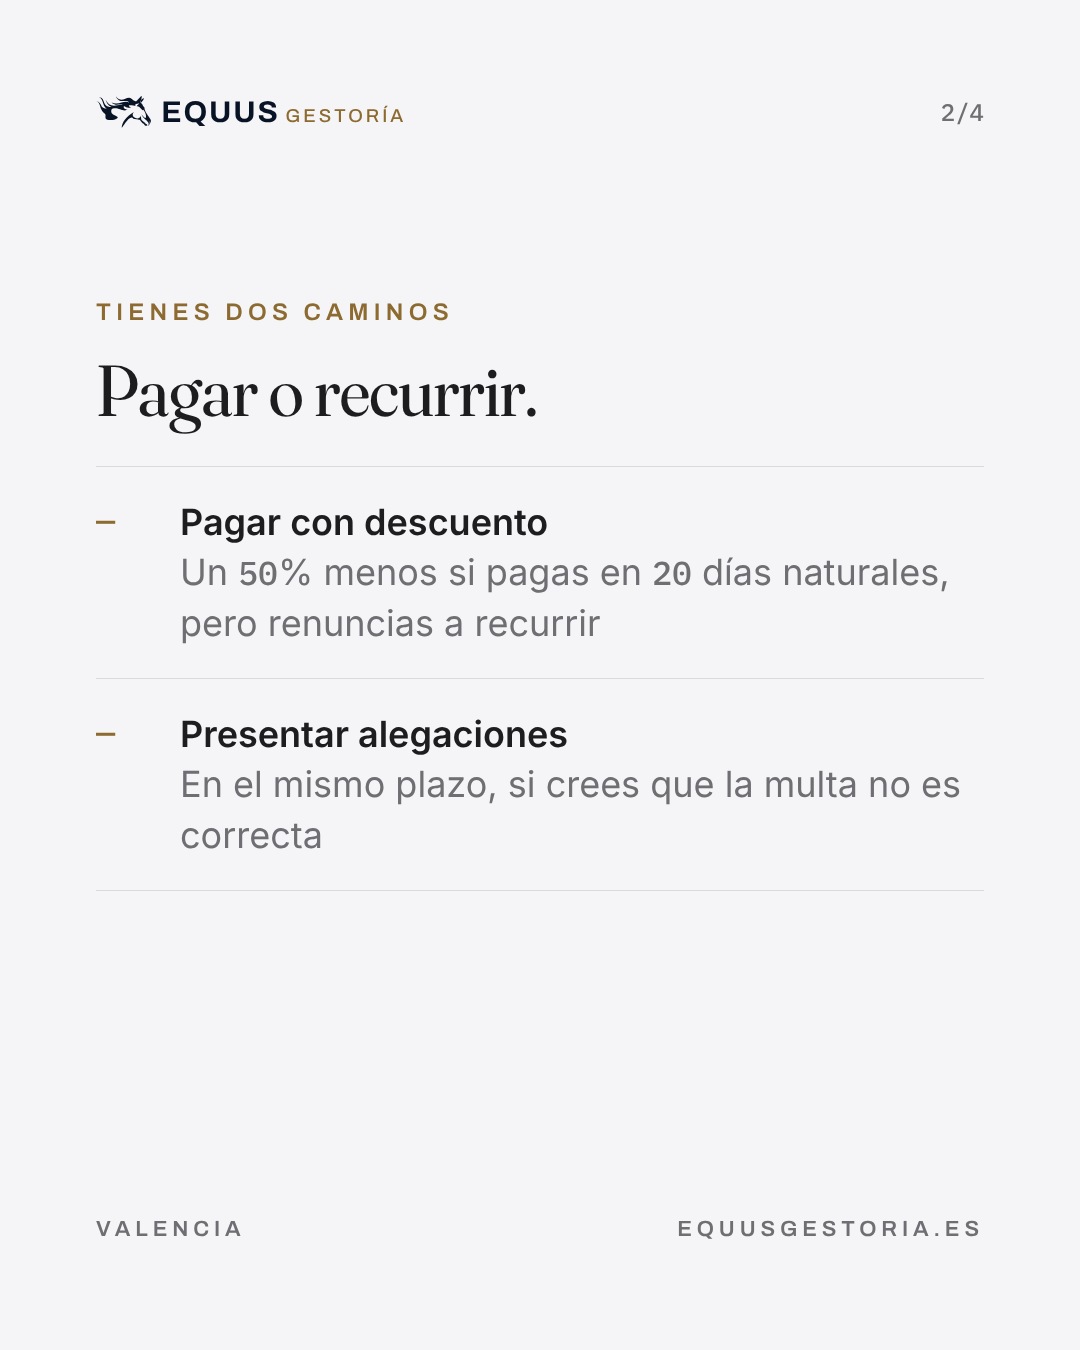 EQUUS GESTORÍA
2/4
TIENES DOS CAMINOS
Pagar o recurrir.
– Pagar con descuento
Un 50% menos si pagas en 20 días naturales,
pero renuncias a recurrir
– Presentar alegaciones
En el mismo plazo, si crees que la multa no es
correcta
VALENCIA
EQUUSGESTORIA.ES